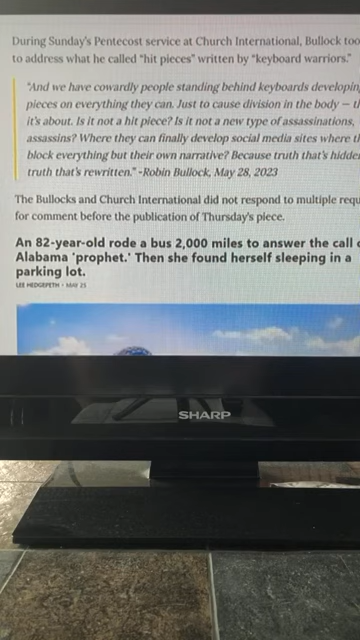 During Sunday's Pentecost service at Church International, Bullock
to address what he called “hit pieces” written by “keyboard warriors.”
“And we have cowardly people standing behind keyboards
pieces on everything they can. Just to cause division in the body –
it's about. Is it not a hit piece? Is it not a new type of assassinations,
assassins? Where they can finally develop social media sites where
block everything but their own narrative? Because truth that's
truth that's rewritten.” -Robin Bullock, May 28, 2023
The Bullocks and Church International did not respond to multiple
for comment before the publication of Thursday's piece.
An 82-year-old rode a bus 2,000 miles to answer the call
Alabama 'prophet.' Then she found herself sleeping in a
parking lot.
LEE HEDGEPETH • MAY 25
SHARP